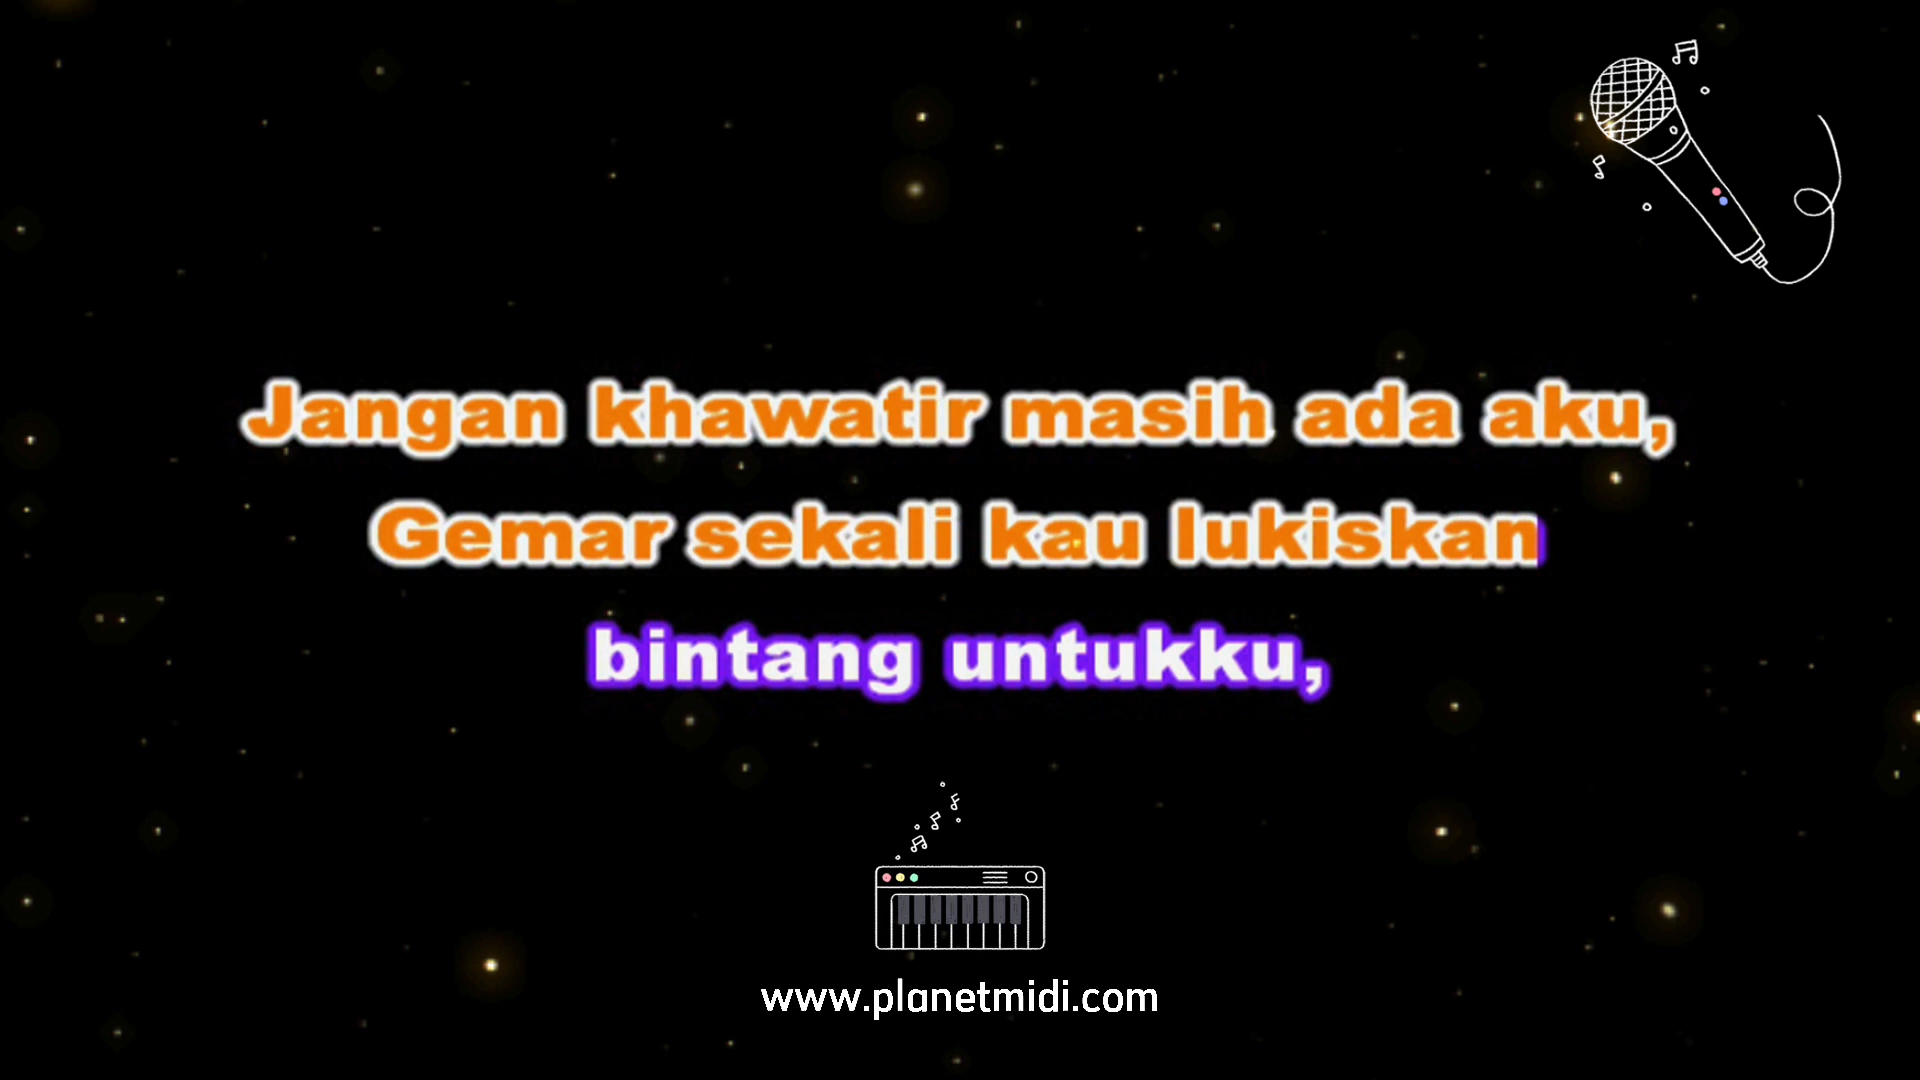 Jangan khawatir masih ada aku,
Gemar sekali kau lukiskan
bintang untukku,
www.planetmidi.com